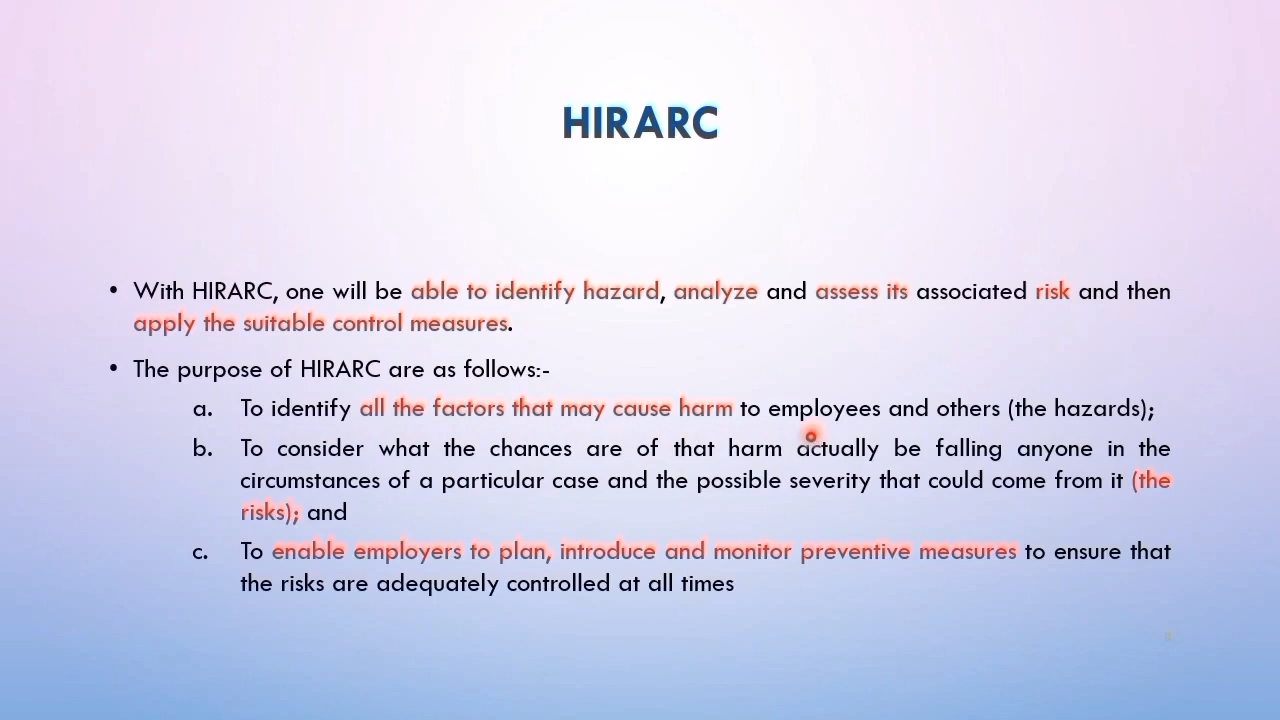 HIRARC
• With HIRARC, one will be able to identify hazard, analyze and assess its associated risk and then
apply the suitable control measures.
• The purpose of HIRARC are as follows:-
a. To identify all the factors that may cause harm to employees and others (the hazards);
b. To consider what the chances are of that harm actually be falling anyone in the
circumstances of a particular case and the possible severity that could come from it (the
risks); and
c. To enable employers to plan, introduce and monitor preventive measures to ensure that
the risks are adequately controlled at all times